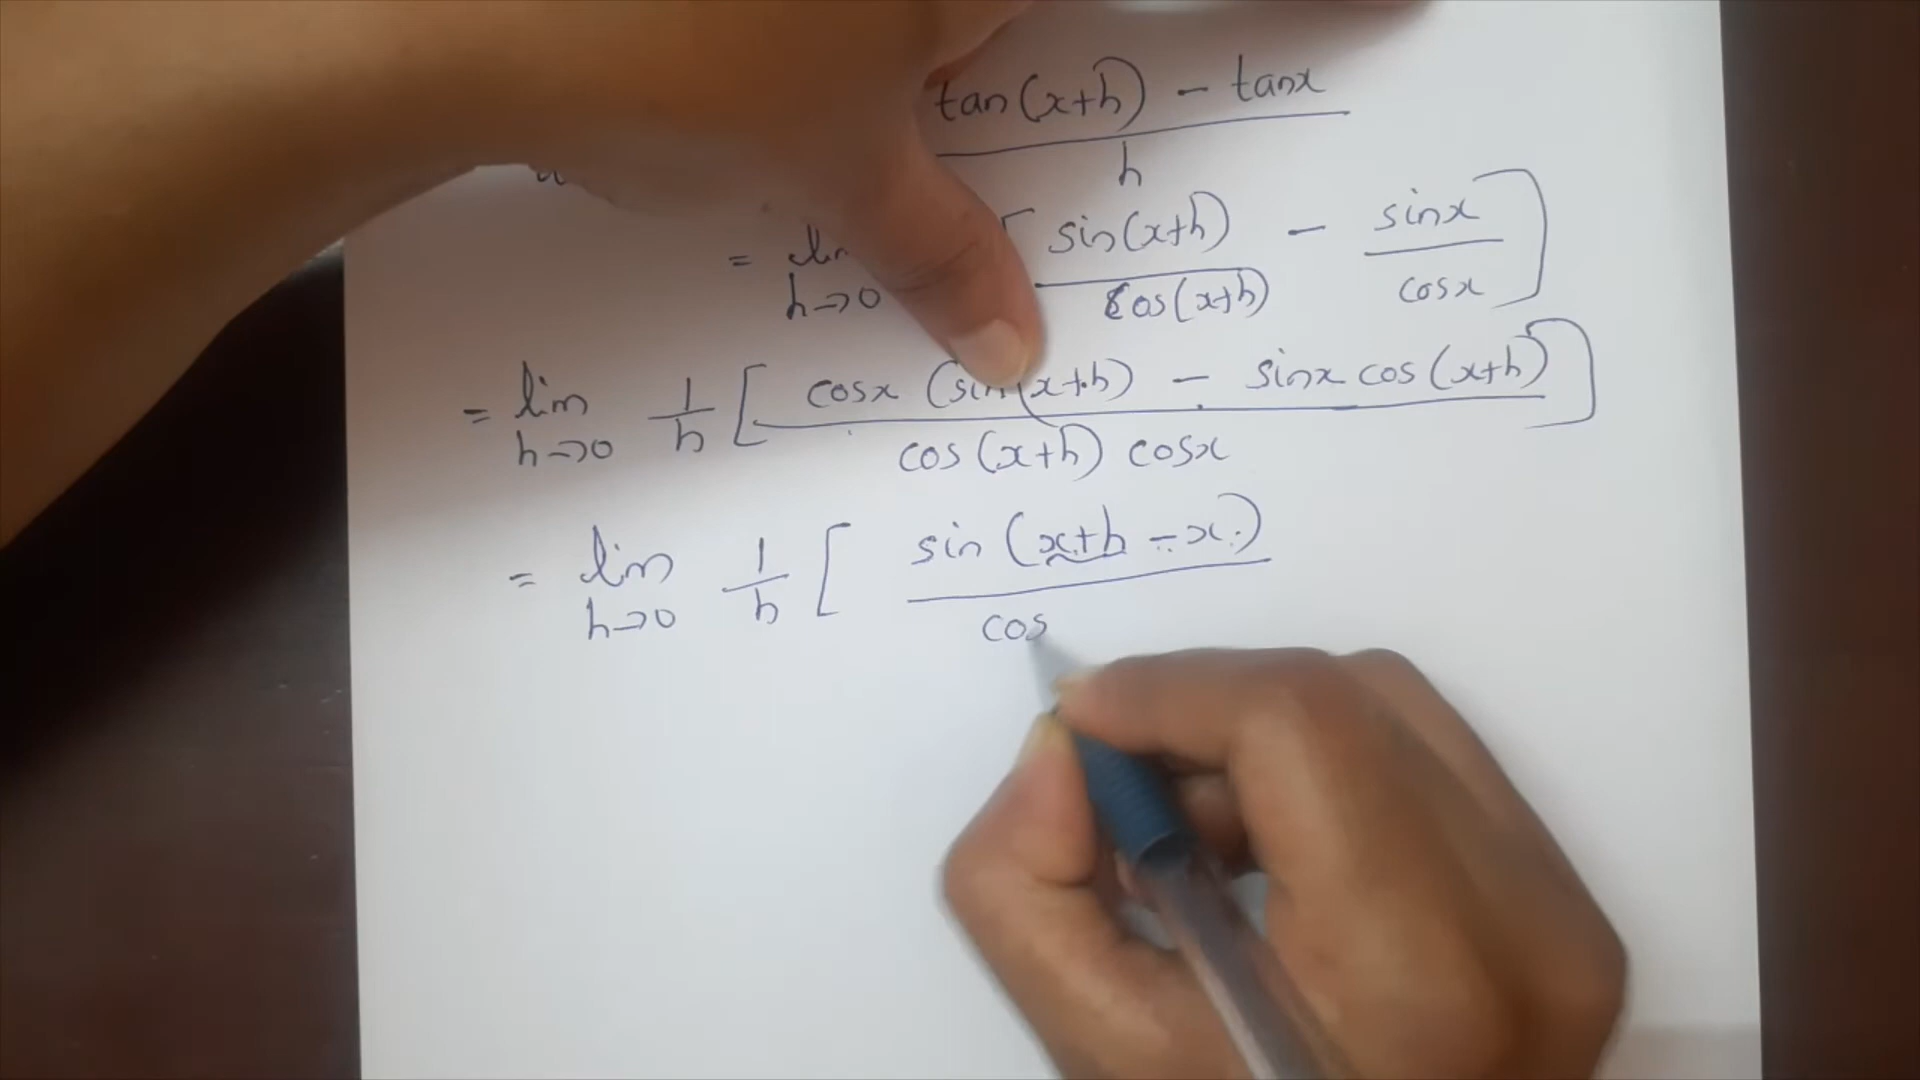 tan(x+h) - tanx
h
= lim h→0 [ sin(x+h) / cos(x+h) - sinx / cosx ]
= lim h→0 1/h [ cosx (sin(x+h) - sinx cos(x+h) / cos(x+h) cosx ]
= lim h→0 1/h [ sin (x+h -x) / cos